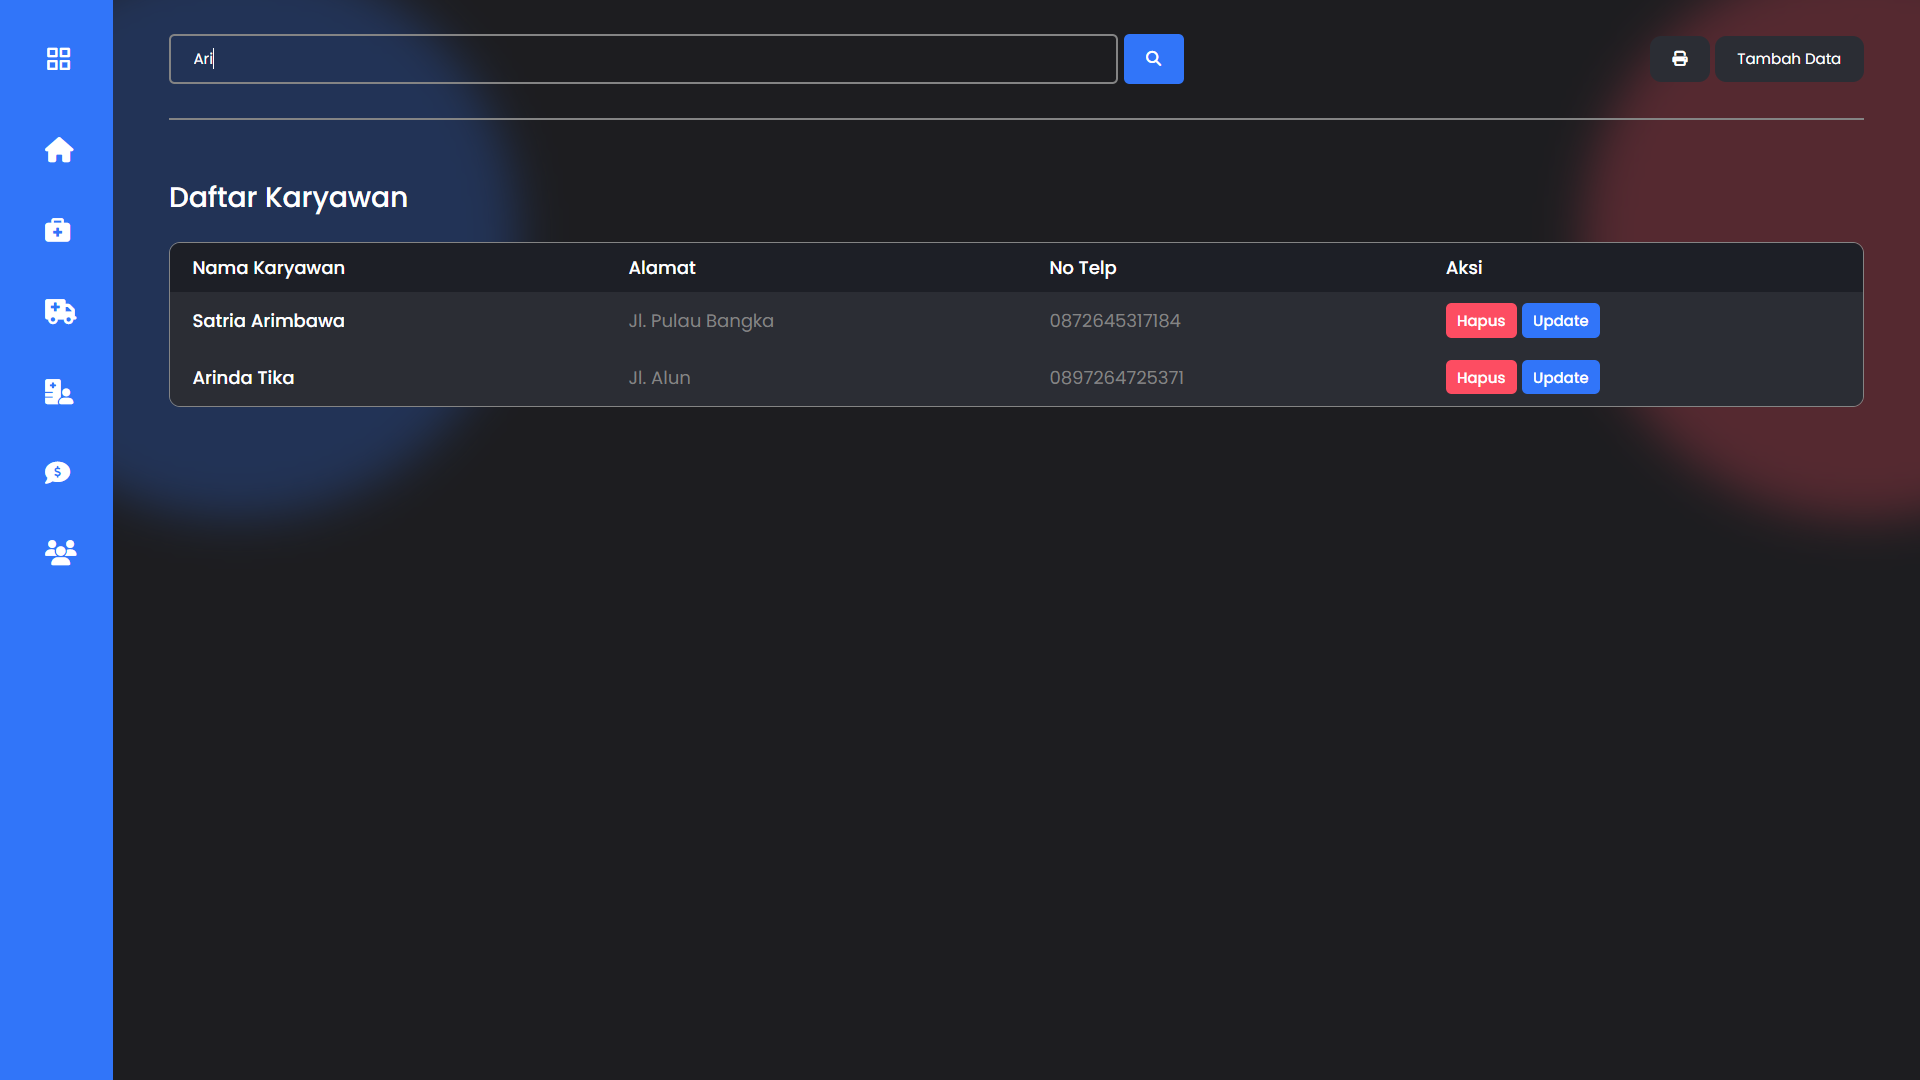 Ari
Tambah Data
Daftar Karyawan
Nama Karyawan Alamat No Telp Aksi
Satria Arimbawa Jl. Pulau Bangka 0872645317184 Hapus Update
Arinda Tika Jl. Alun 0897264725371 Hapus Update